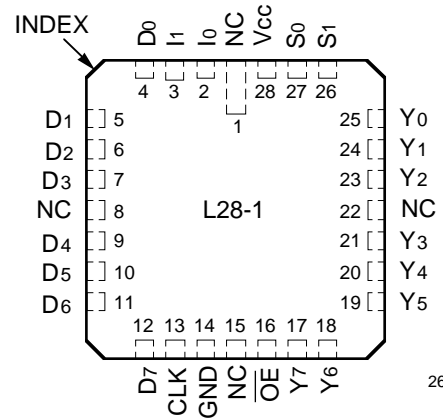 INDEX
D0 I1 I0 NC Vcc S0 S1
4 3 2 28 27 26
1
D1 5 25 Y0
D2 6 24 Y1
D3 7 23 Y2
NC 8 L28-1 22 NC
D4 9 21 Y3
D5 10 20 Y4
D6 11 19 Y5
12 13 14 15 16 17 18
D7 CLK GND NC OE Y7 Y6
26